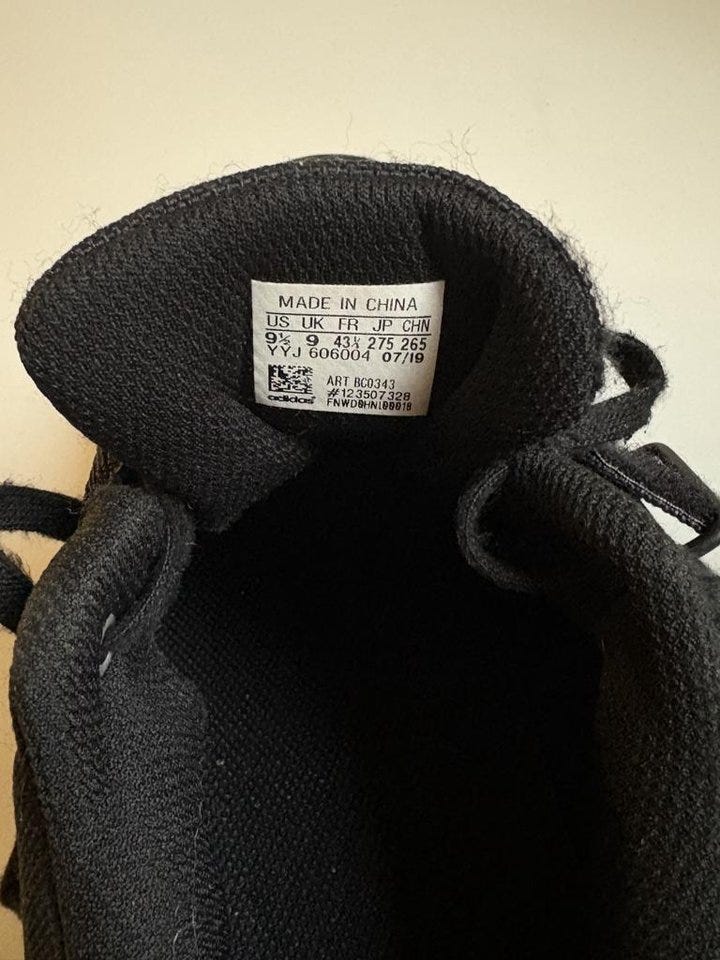 MADE IN CHINA
US UK FR JP CHN
9½ 9 43⅓ 275 265
YYJ 606004 07/19
ART BC0343
#123507328
adidas